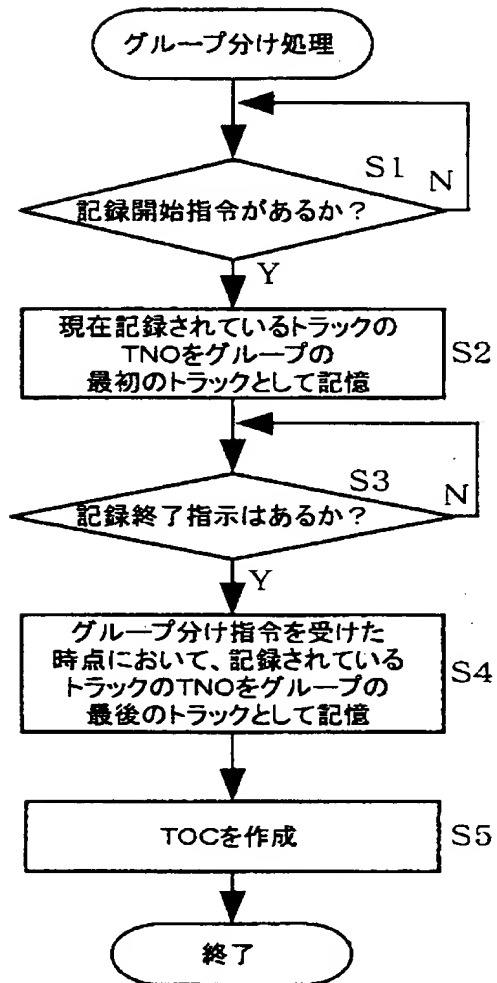 グループ分け処理
S1
N
記録開始指令があるか？
Y
現在記録されているトラックの
TNOをグループの
最初のトラックとして記憶
S2
S3
N
記録終了指示はあるか？
Y
グループ分け指令を受けた
時点において、記録されている
トラックのTNOをグループの
最後のトラックとして記憶
S4
TOCを作成
S5
終了